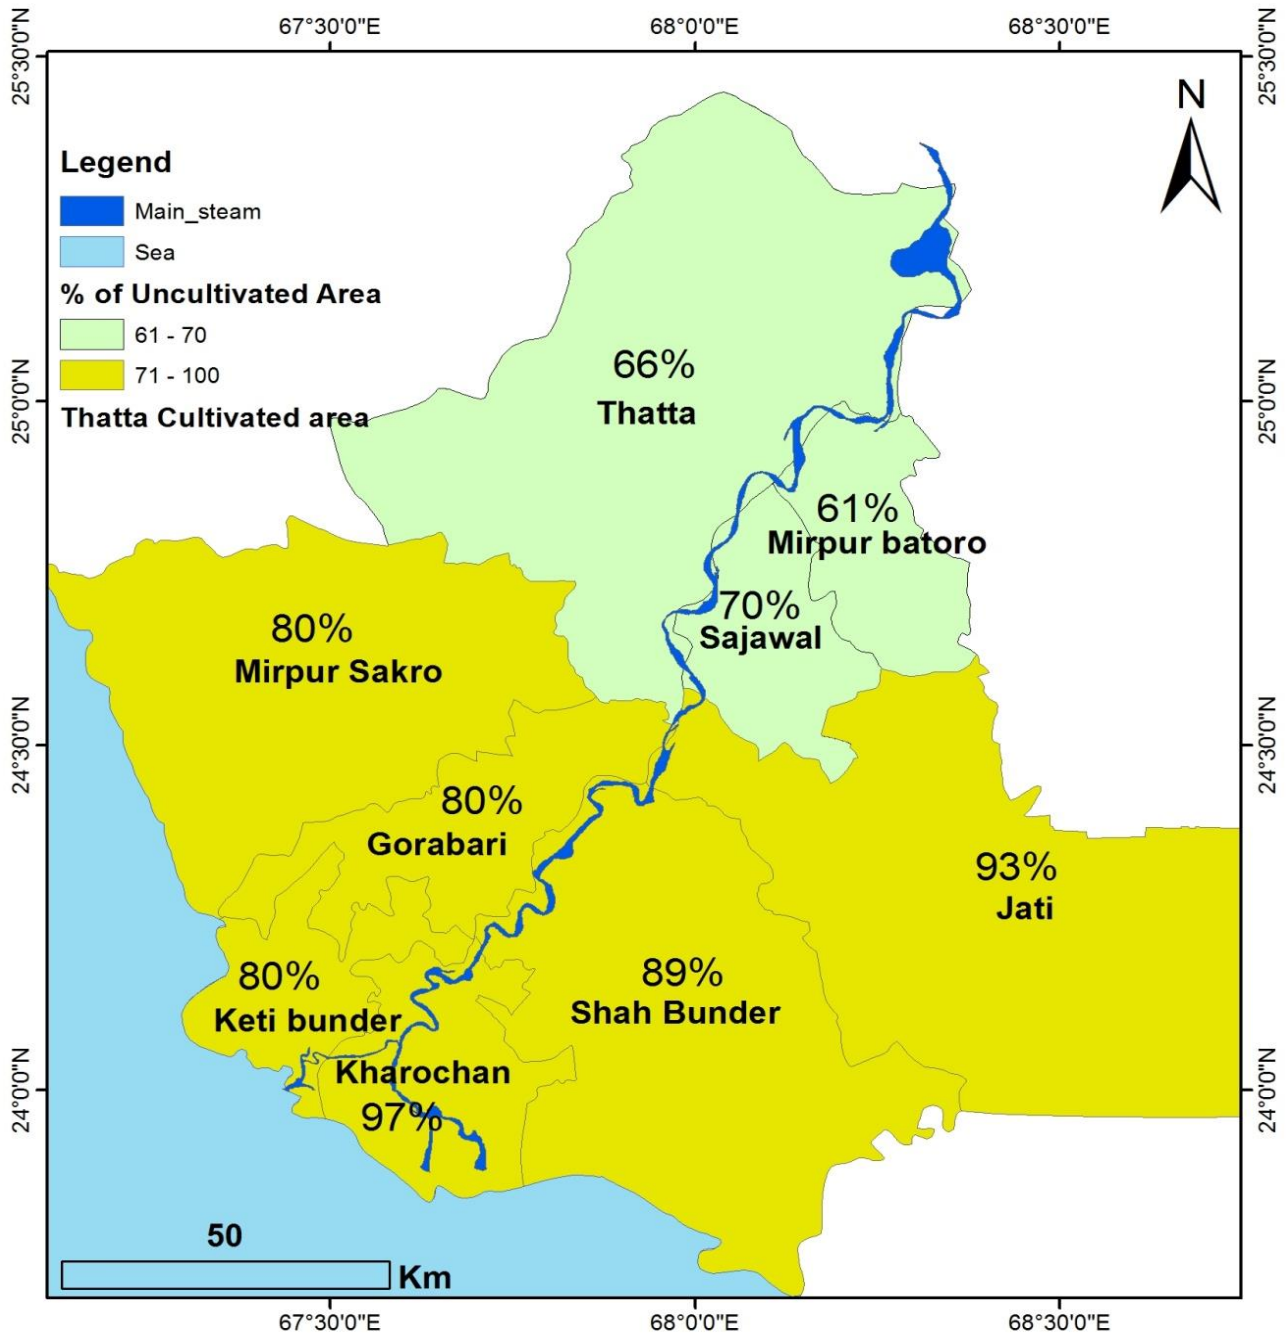 67°30'0"E 68°0'0"E 68°30'0"E
25°30'0"N 25°30'0"N
N
Legend
Main_steam
Sea
% of Uncultivated Area
61 - 70
71 - 100
Thatta Cultivated area
66%
Thatta
25°0'0"N 25°0'0"N
61%
Mirpur batoro
70%
Sajawal
80%
Mirpur Sakro
24°30'0"N 24°30'0"N
80%
Gorabari
93%
Jati
80%
Keti bunder
89%
Shah Bunder
Kharochan
97%
24°0'0"N 24°0'0"N
50
Km
67°30'0"E 68°0'0"E 68°30'0"E